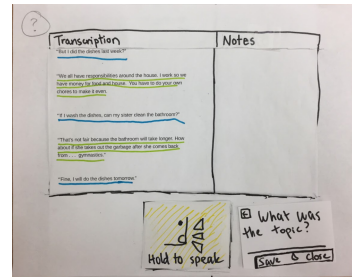 ?
Transcription
Notes
"But I did the dishes last week?"
"We all have responsibilities around the house. I work so we
have money for food and house. You have to do your own
chores to make it even.
"If I wash the dishes, can my sister clean the bathroom?"
"That's not fair because the bathroom will take longer. How
about if she takes out the garbage after she comes back
from . . . gymnastics."
"Fine, I will do the dishes tomorrow."
Hold to speak
What was
the topic?
Save & Close